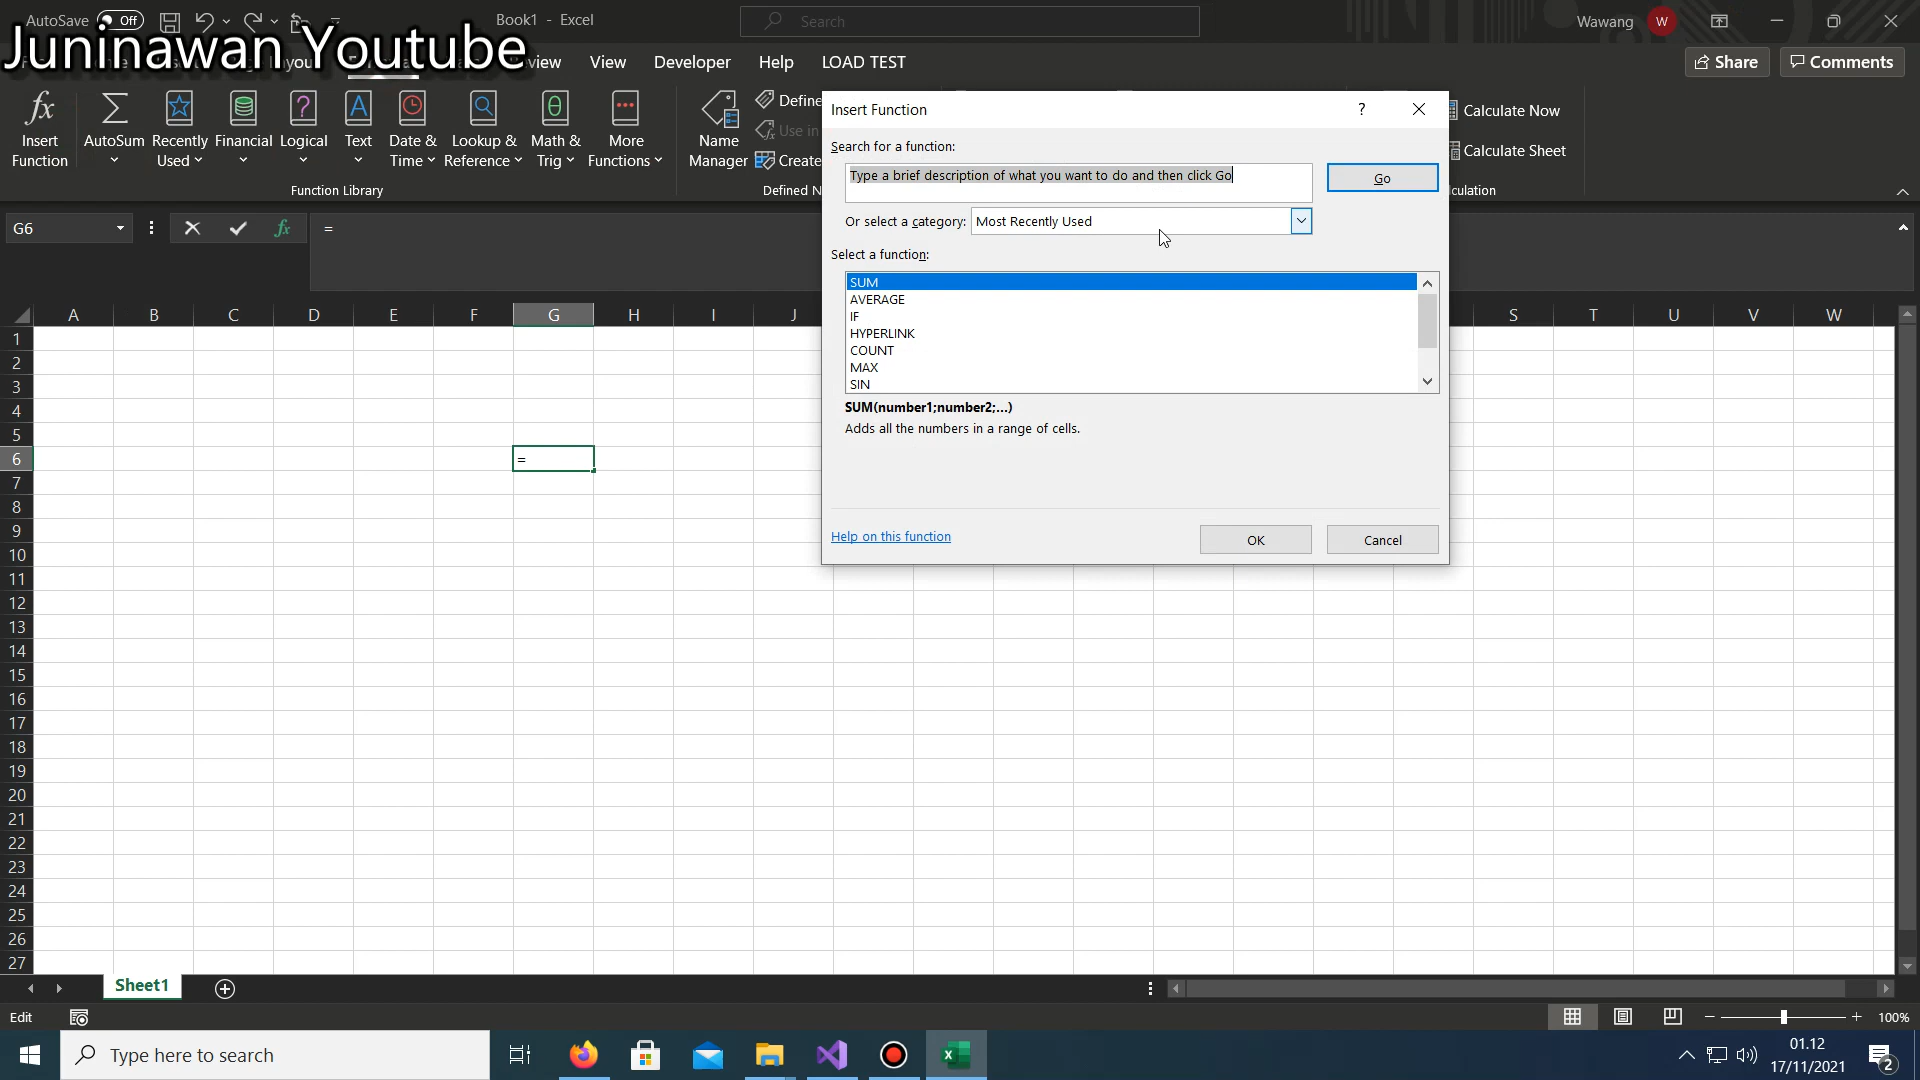 AutoSave Off
Book1 - Excel
Search
Wawang W
Juninawan Youtube
View
Developer
Help
LOAD TEST
Share
Comments
Insert Function
AutoSum
Recently Used
Financial
Logical
Text
Date & Time
Lookup & Reference
Math & Trig
More Functions
Function Library
Name Manager
Define
Use in
Create
Defined N
Calculate Now
Calculate Sheet
culation
Insert Function
?
Search for a function:
Type a brief description of what you want to do and then click Go
Go
Or select a category: Most Recently Used
Select a function:
SUM
AVERAGE
IF
HYPERLINK
COUNT
MAX
SIN
SUM(number1;number2;...)
Adds all the numbers in a range of cells.
Help on this function
OK
Cancel
G6
fx
=
A B C D E F G H I J S T U V W
1
2
3
4
5
6 =
7
8
9
10
11
12
13
14
15
16
17
18
19
20
21
22
23
24
25
26
27
Sheet1
Edit
100%
Type here to search
01.12
17/11/2021
2